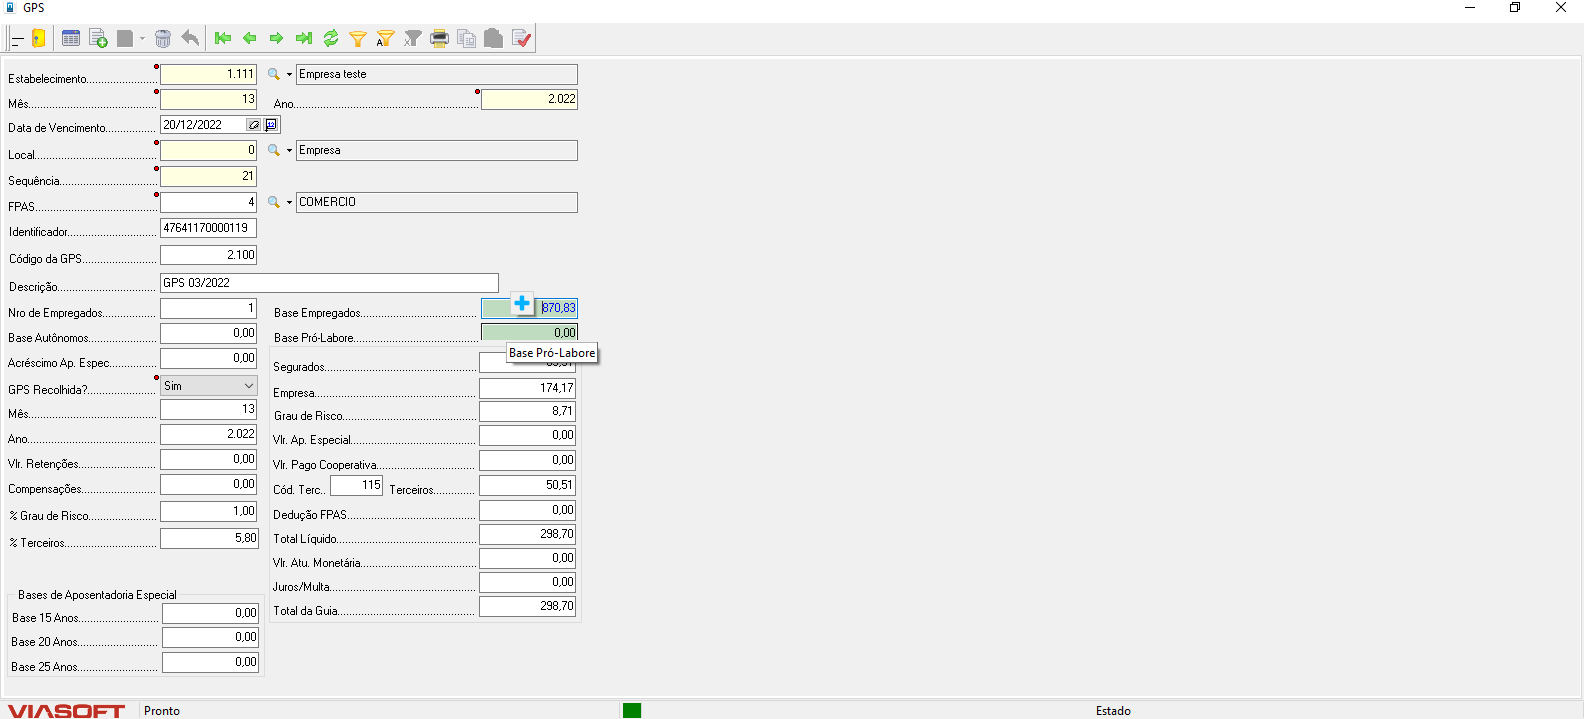 GPS
Estabelecimento 1.111 Empresa teste
Mês 13 Ano 2.022
Data de Vencimento 20/12/2022
Local 0 Empresa
Sequência 21
FPAS 4 COMERCIO
Identificador 47641170000119
Código da GPS 2.100
Descrição GPS 03/2022
Nro de Empregados 1 Base Empregados 870,83
Base Autônomos 0,00 Base Pró-Labore 0,00
Base Pró-Labore
Acréscimo Ap. Espec. 0,00 Segurados
GPS Recolhida? Sim Empresa 174,17
Mês 13 Grau de Risco 8,71
Ano 2.022 Vlr. Ap. Especial 0,00
Vlr. Retenções 0,00 Vlr. Pago Cooperativa 0,00
Compensações 0,00 Cód. Terc.. 115 Terceiros 50,51
% Grau de Risco 1,00 Dedução FPAS 0,00
% Terceiros 5,80 Total Líquido 298,70
Vlr. Atu. Monetária 0,00
Juros/Multa 0,00
Total da Guia 298,70
Bases de Aposentadoria Especial
Base 15 Anos 0,00
Base 20 Anos 0,00
Base 25 Anos 0,00
VIASOFT Pronto Estado